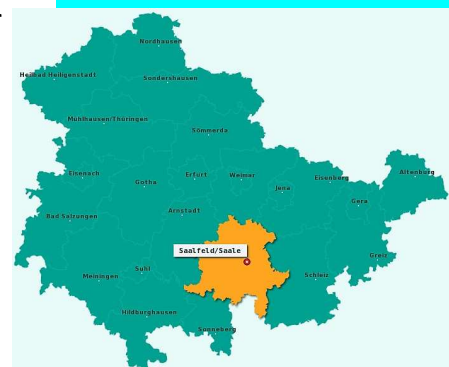 Nordhausen
Heilbad Heiligenstadt
Sondershausen
Mühlhausen/Thüringen
Sömmerda
Eisenach
Gotha
Erfurt
Weimar
Jena
Eisenberg
Altenburg
Gera
Bad Salzungen
Arnstadt
Saalfeld/Saale
Greiz
Meiningen
Suhl
Schleiz
Hildburghausen
Sonneberg